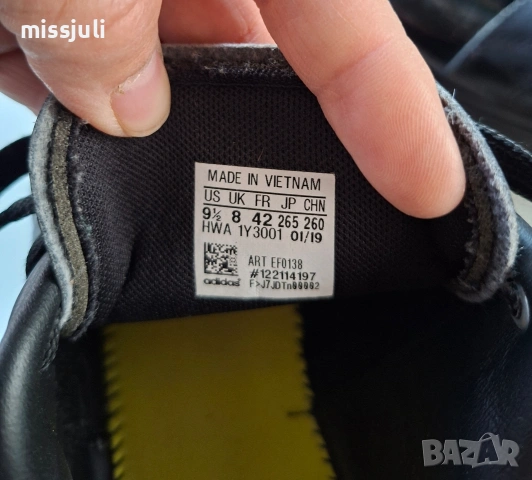 missjuli
MADE IN VIETNAM
US UK FR JP CHN
9½ 8 42 265 260
HWA 1Y3001 01/19
ART EF0138
#122114197
adidas
BAZAR